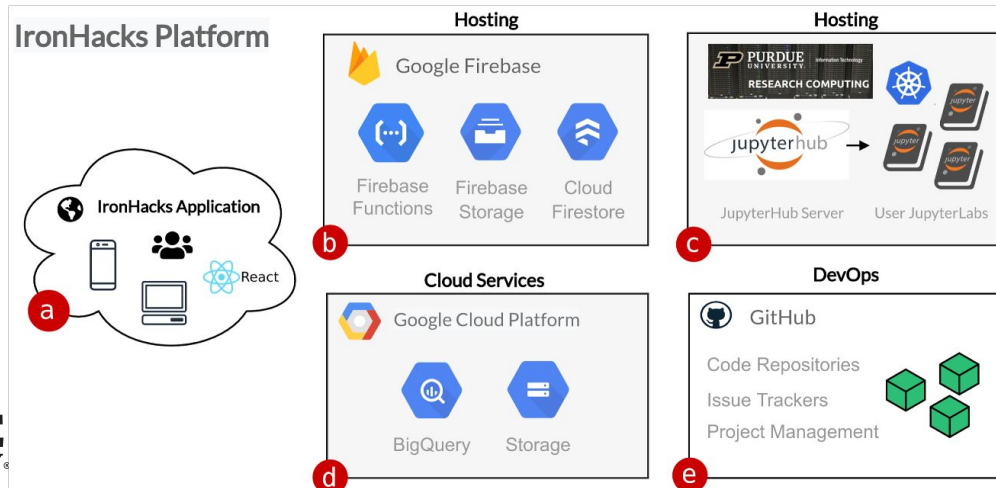 IronHacks Platform
IronHacks Application
React
a
Hosting
Google Firebase
Firebase
Functions
Firebase
Storage
Cloud
Firestore
b
Hosting
PURDUE
UNIVERSITY
Information Technology
RESEARCH COMPUTING
jupyterhub
jupyter
jupyter
jupyter
JupyterHub Server
User JupyterLabs
c
Cloud Services
Google Cloud Platform
BigQuery
Storage
d
DevOps
GitHub
Code Repositories
Issue Trackers
Project Management
e